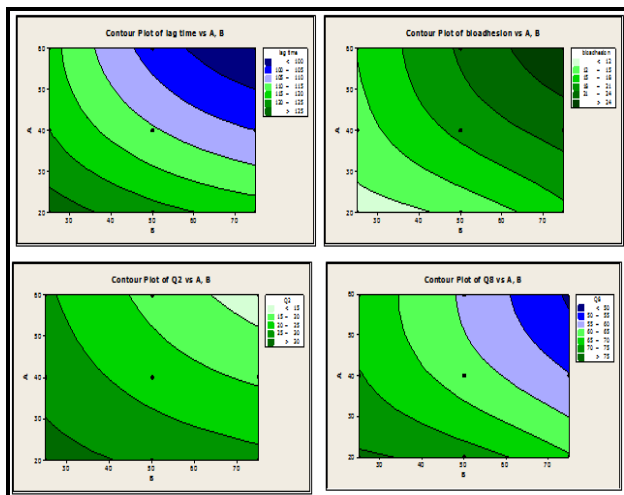 Contour Plot of lag time vs A, B
lag time
< 100
100 - 105
105 - 110
110 - 115
115 - 120
120 - 125
> 125
60
50
40
30
20
A
30 40 50 60 70
B
Contour Plot of bioadhesion vs A, B
bioadhesion
< 12
12 - 15
15 - 18
18 - 21
21 - 24
> 24
60
50
40
30
20
A
30 40 50 60 70
B
Contour Plot of Q2 vs A, B
Q2
< 15
15 - 20
20 - 25
25 - 30
> 30
60
50
40
30
20
A
30 40 50 60 70
B
Contour Plot of Q8 vs A, B
Q8
< 50
50 - 55
55 - 60
60 - 65
65 - 70
70 - 75
> 75
60
50
40
30
20
A
30 40 50 60 70
B